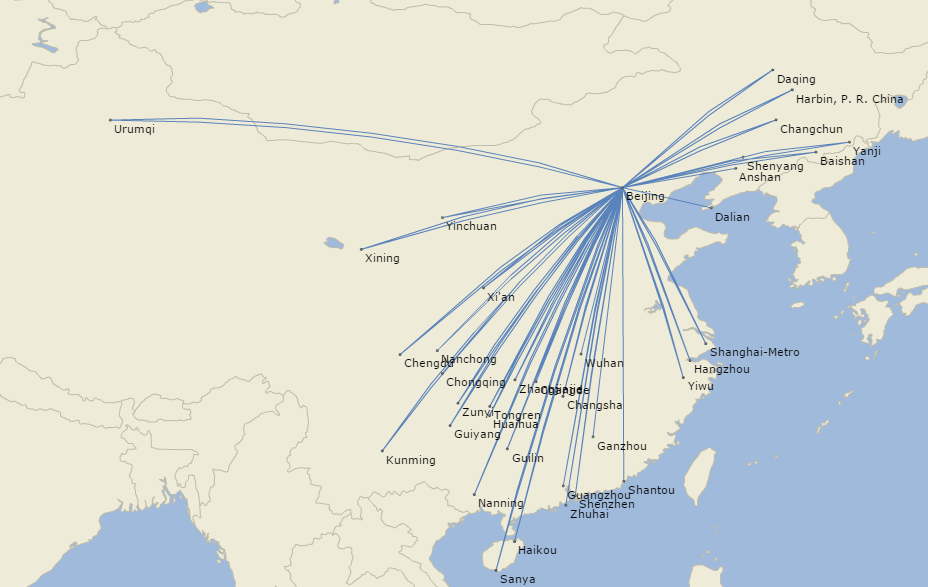 Daqing
Harbin, P. R. China
Urumqi
Changchun
Yanji
Baishan
Shenyang
Anshan
Beijing
Dalian
Yinchuan
Xining
Xi'an
Shanghai-Metro
Nanchong
Chengdu
Wuhan
Hangzhou
Chongqing
Yiwu
Zhangjiajie
Changde
Changsha
Zunyi
Tongren
Huaihua
Guiyang
Ganzhou
Guilin
Kunming
Shantou
Guangzhou
Nanning
Shenzhen
Zhuhai
Haikou
Sanya